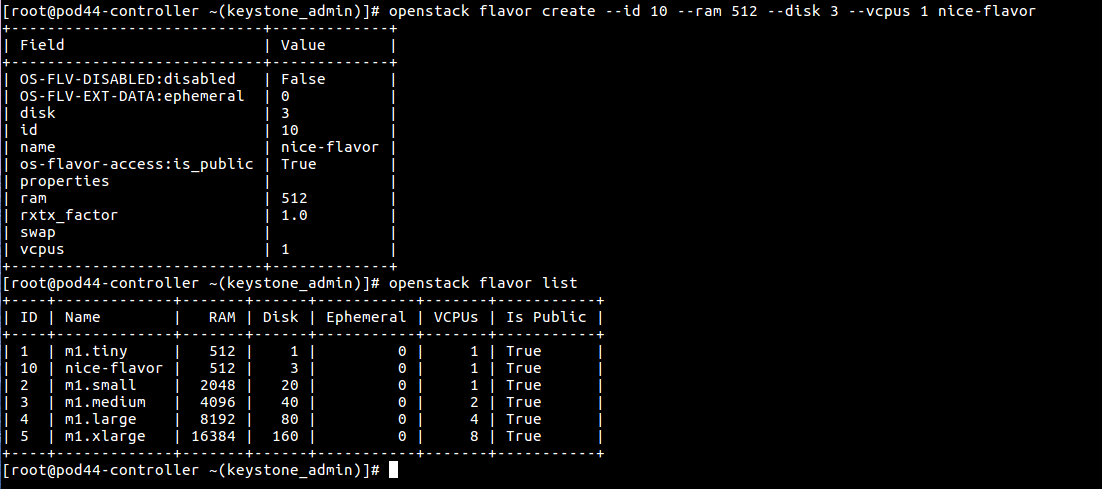 [root@pod44-controller ~(keystone_admin)]# openstack flavor create --id 10 --ram 512 --disk 3 --vcpus 1 nice-flavor
+----------------------------+-------------+
| Field                      | Value       |
+----------------------------+-------------+
| OS-FLV-DISABLED:disabled   | False       |
| OS-FLV-EXT-DATA:ephemeral  | 0           |
| disk                       | 3           |
| id                         | 10          |
| name                       | nice-flavor |
| os-flavor-access:is_public | True        |
| properties                 |             |
| ram                        | 512         |
| rxtx_factor                | 1.0         |
| swap                       |             |
| vcpus                      | 1           |
+----------------------------+-------------+
[root@pod44-controller ~(keystone_admin)]# openstack flavor list
+----+-------------+-------+------+-----------+-------+-----------+
| ID | Name        |   RAM | Disk | Ephemeral | VCPUs | Is Public |
+----+-------------+-------+------+-----------+-------+-----------+
| 1  | m1.tiny     |   512 |    1 |         0 |     1 | True      |
| 10 | nice-flavor |   512 |    3 |         0 |     1 | True      |
| 2  | m1.small    |  2048 |   20 |         0 |     1 | True      |
| 3  | m1.medium   |  4096 |   40 |         0 |     2 | True      |
| 4  | m1.large    |  8192 |   80 |         0 |     4 | True      |
| 5  | m1.xlarge   | 16384 |  160 |         0 |     8 | True      |
+----+-------------+-------+------+-----------+-------+-----------+
[root@pod44-controller ~(keystone_admin)]#